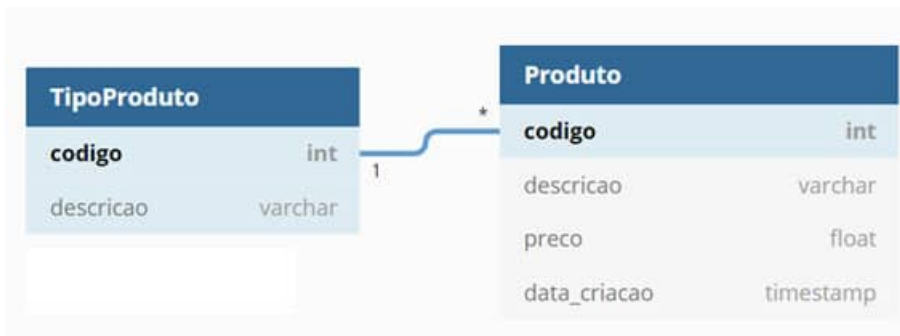 TipoProduto
codigo int
descricao varchar
1
*
Produto
codigo int
descricao varchar
preco float
data_criacao timestamp